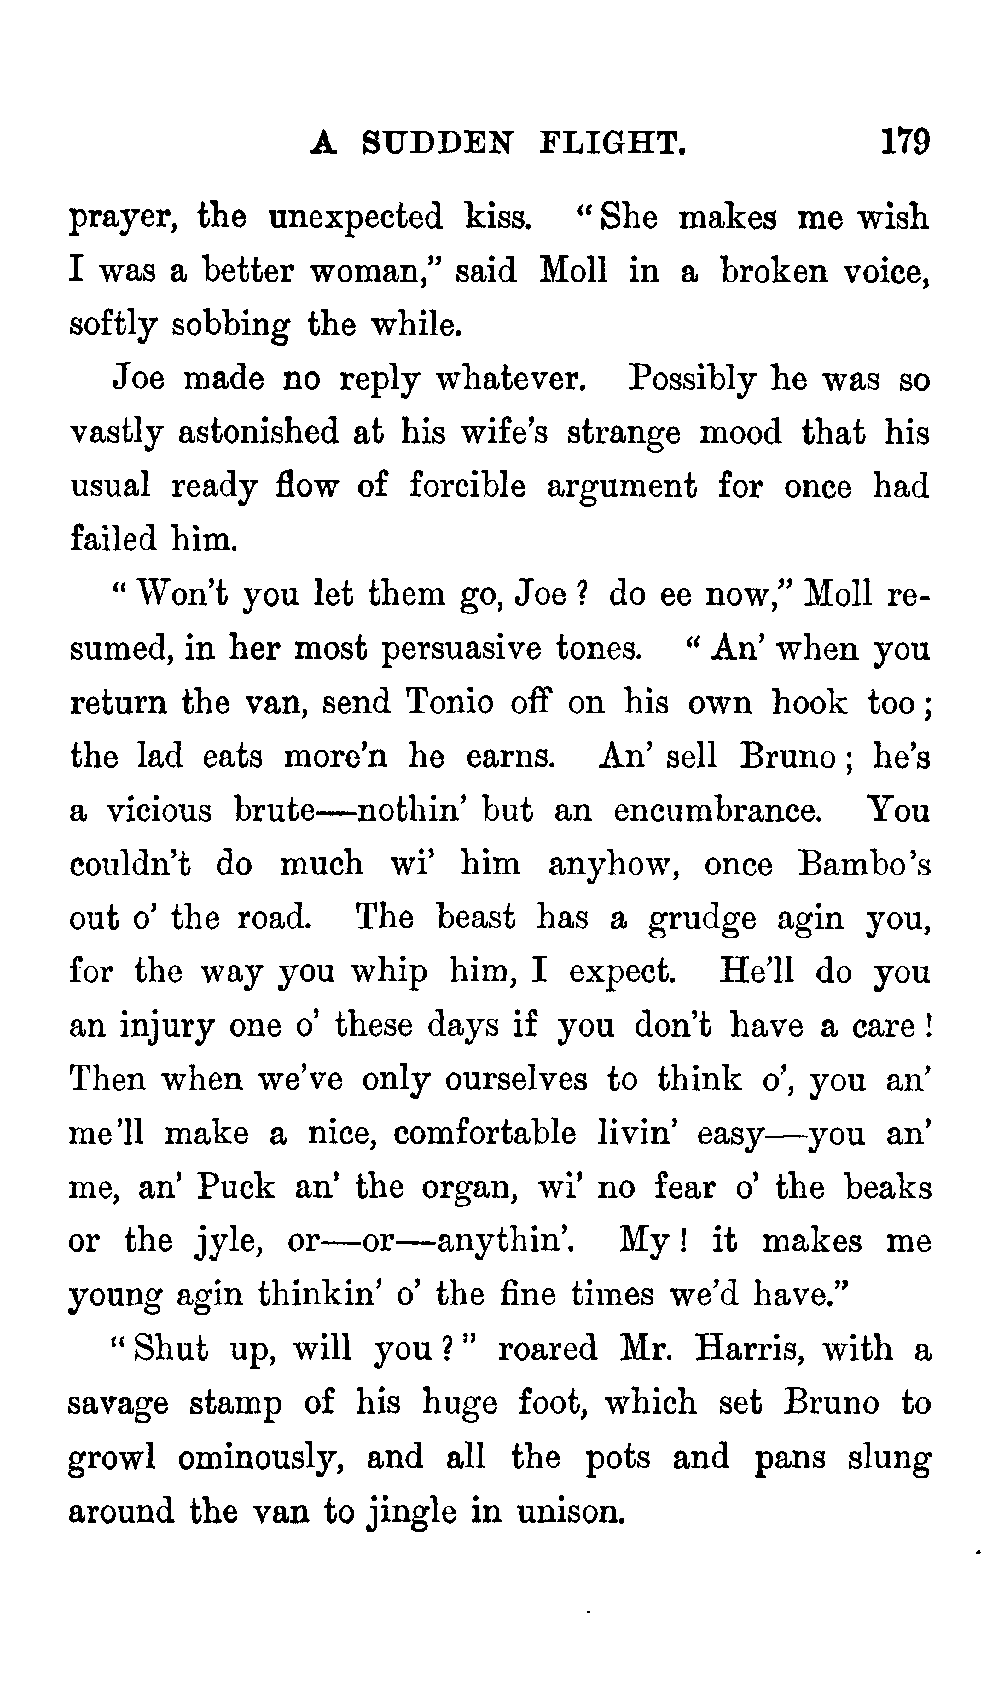 A SUDDEN FLIGHT. 179
prayer, the unexpected kiss. "She makes me wish
I was a better woman," said Moll in a broken voice,
softly sobbing the while.
Joe made no reply whatever. Possibly he was so
vastly astonished at his wife's strange mood that his
usual ready flow of forcible argument for once had
failed him.
"Won't you let them go, Joe? do ee now," Moll re-
sumed, in her most persuasive tones. "An' when you
return the van, send Tonio off on his own hook too;
the lad eats more'n he earns. An' sell Bruno; he's
a vicious brute—nothin' but an encumbrance. You
couldn't do much wi' him anyhow, once Bambo's
out o' the road. The beast has a grudge agin you,
for the way you whip him, I expect. He'll do you
an injury one o' these days if you don't have a care!
Then when we've only ourselves to think o', you an'
me'll make a nice, comfortable livin' easy—you an'
me, an' Puck an' the organ, wi' no fear o' the beaks
or the jyle, or—or—anythin'. My! it makes me
young agin thinkin' o' the fine times we'd have."
"Shut up, will you?" roared Mr. Harris, with a
savage stamp of his huge foot, which set Bruno to
growl ominously, and all the pots and pans slung
around the van to jingle in unison.